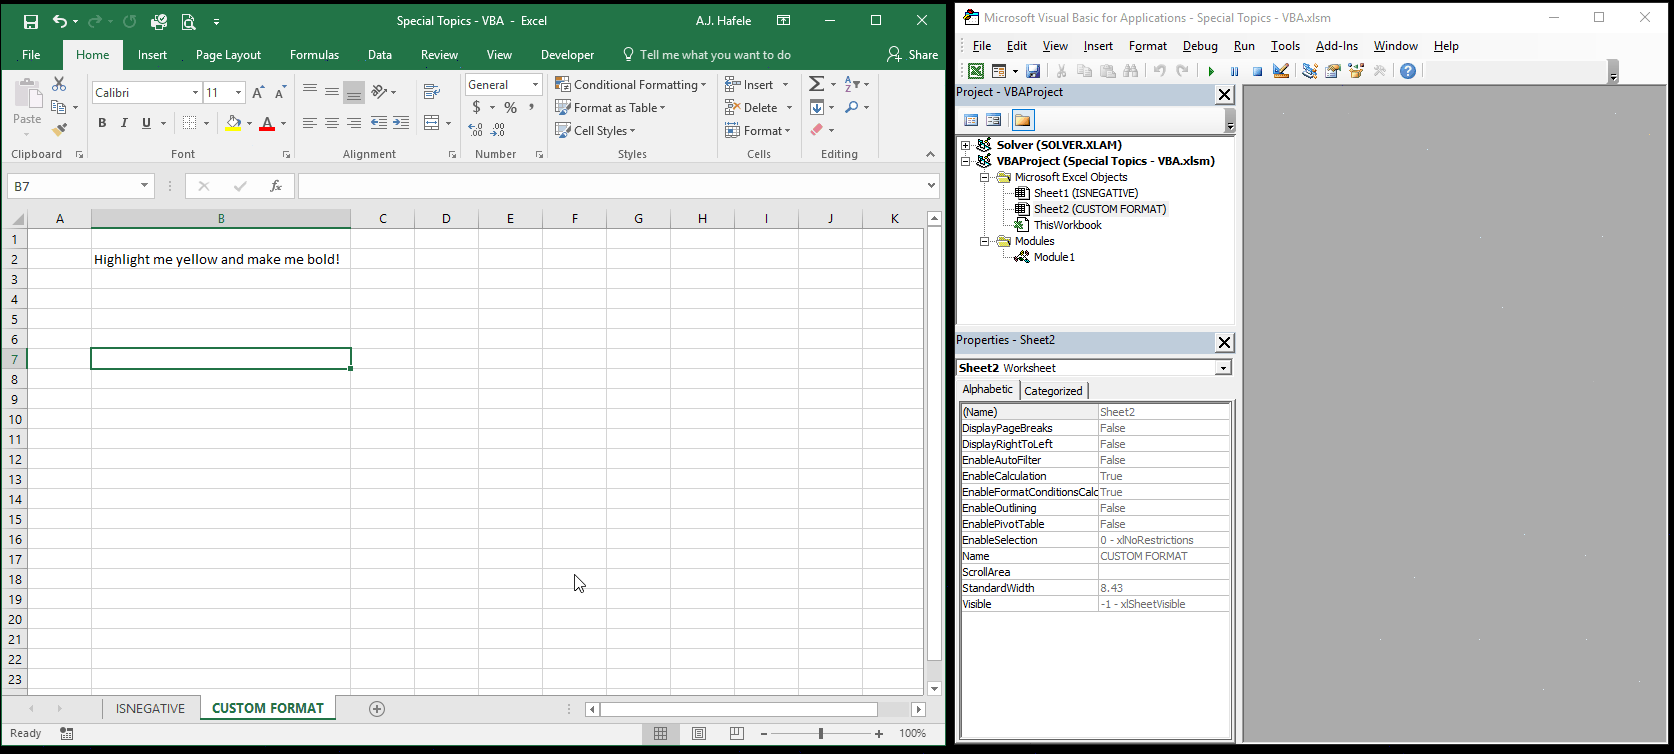 Special Topics - VBA - Excel
A.J. Hafele
File Home Insert Page Layout Formulas Data Review View Developer Tell me what you want to do Share
Paste
Calibri 11
B I U
A A
A
General
$ % ,
Conditional Formatting
Format as Table
Cell Styles
Insert
Delete
Format
Clipboard Font Alignment Number Styles Cells Editing
B7 fx
A B C D E F G H I J K
1
2 Highlight me yellow and make me bold!
3
4
5
6
7
8
9
10
11
12
13
14
15
16
17
18
19
20
21
22
23
ISNEGATIVE CUSTOM FORMAT
Ready 100%
Microsoft Visual Basic for Applications - Special Topics - VBA.xlsm
File Edit View Insert Format Debug Run Tools Add-Ins Window Help
Project - VBAProject
Solver (SOLVER.XLAM)
VBAProject (Special Topics - VBA.xlsm)
Microsoft Excel Objects
Sheet1 (ISNEGATIVE)
Sheet2 (CUSTOM FORMAT)
ThisWorkbook
Modules
Module1
Properties - Sheet2
Sheet2 Worksheet
Alphabetic Categorized
(Name) Sheet2
DisplayPageBreaks False
DisplayRightToLeft False
EnableAutoFilter False
EnableCalculation True
EnableFormatConditionsCalc True
EnableOutlining False
EnablePivotTable False
EnableSelection 0 - xlNoRestrictions
Name CUSTOM FORMAT
ScrollArea
StandardWidth 8.43
Visible -1 - xlSheetVisible